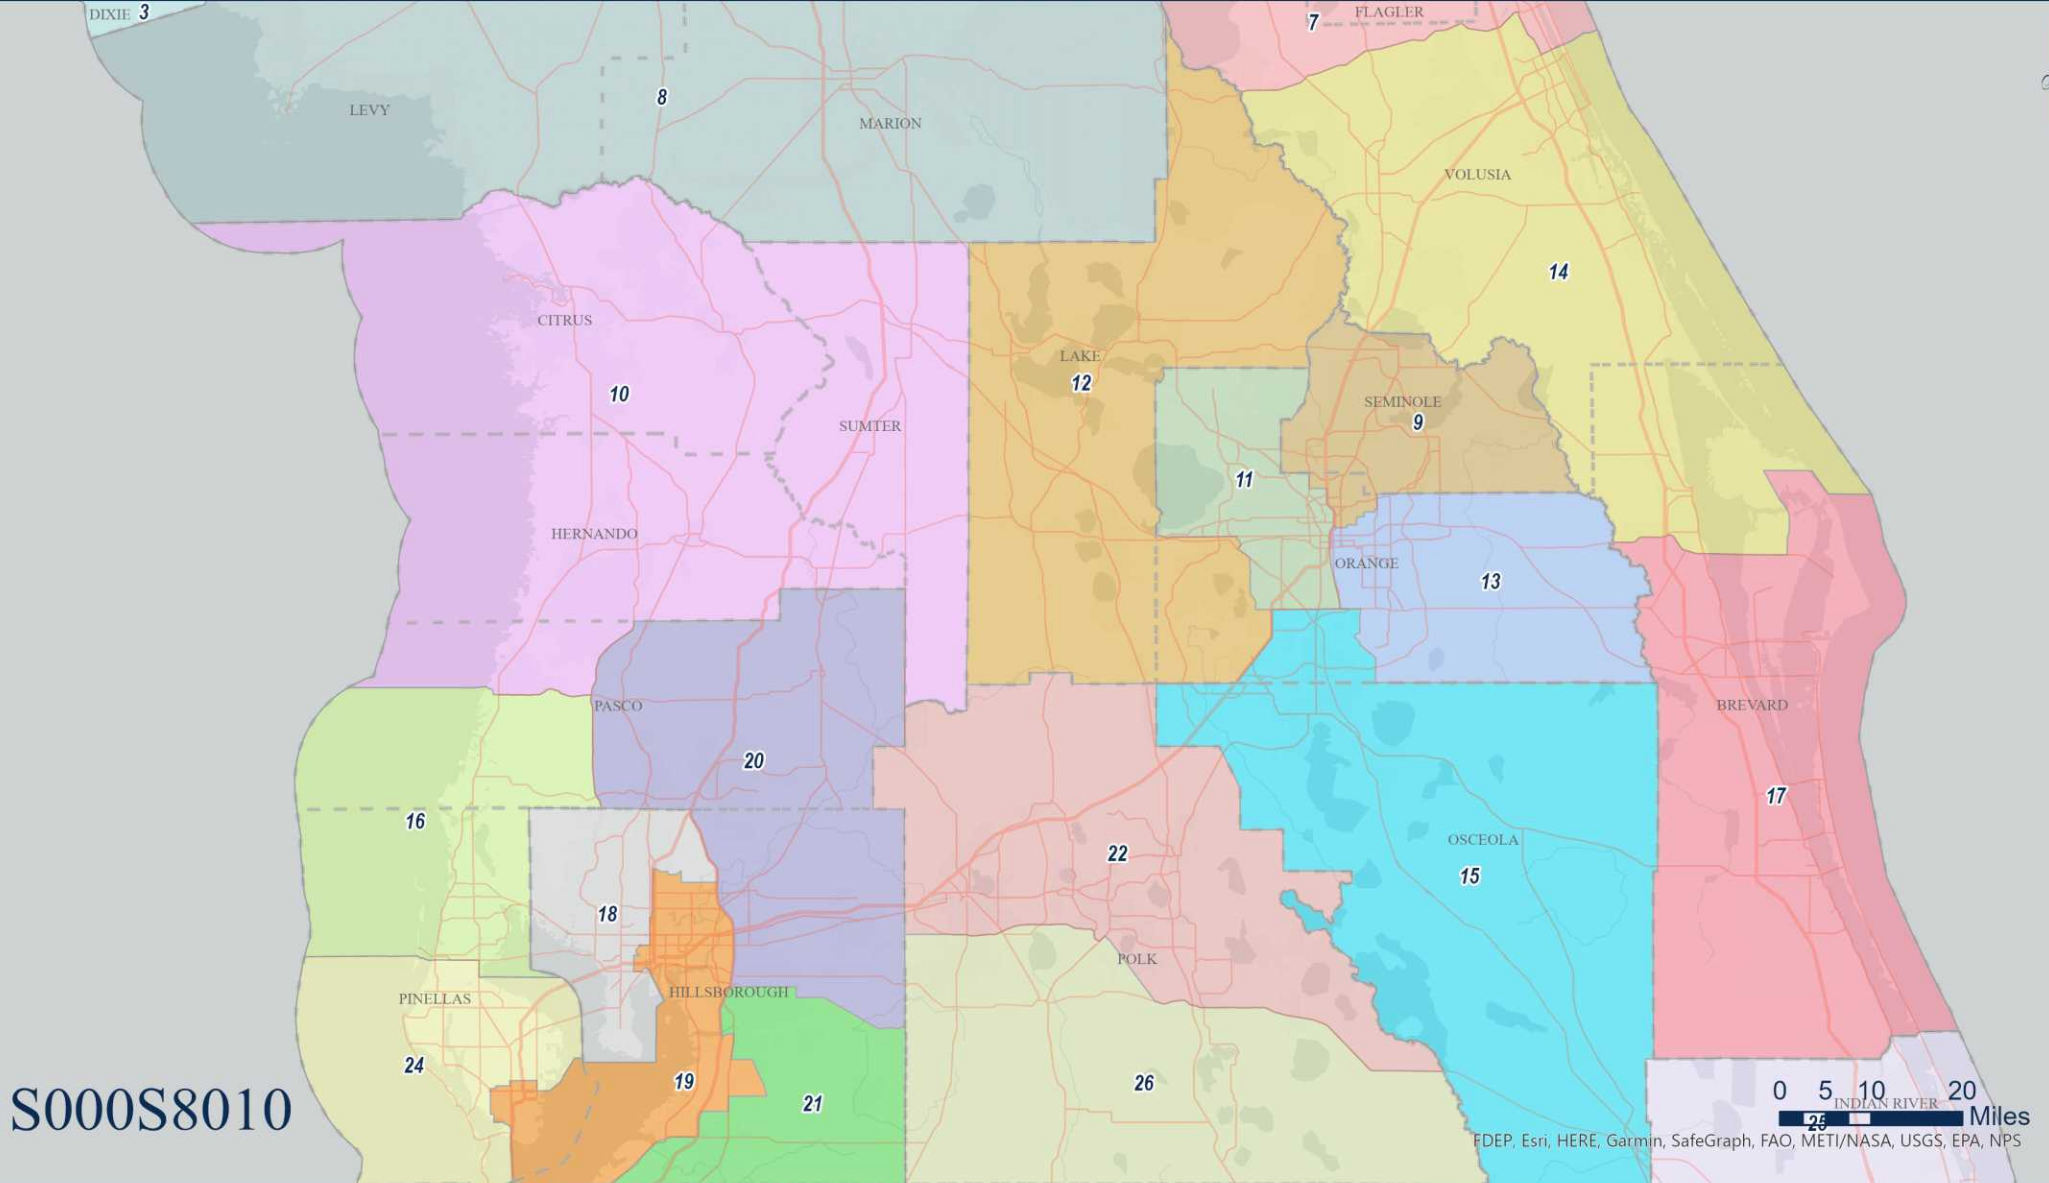 DIXIE 3
7 FLAGLER
8
LEVY
MARION
VOLUSIA
14
CITRUS
LAKE
12
10
SEMINOLE
9
SUMTER
11
HERNANDO
ORANGE
13
PASCO
BREVARD
20
17
16
OSCEOLA
22
15
18
POLK
PINELLAS
HILLSBOROUGH
24
19
26
21
S000S8010
0 5 10 20
INDIAN RIVER
Miles
25
FDEP, Esri, HERE, Garmin, SafeGraph, FAO, METI/NASA, USGS, EPA, NPS